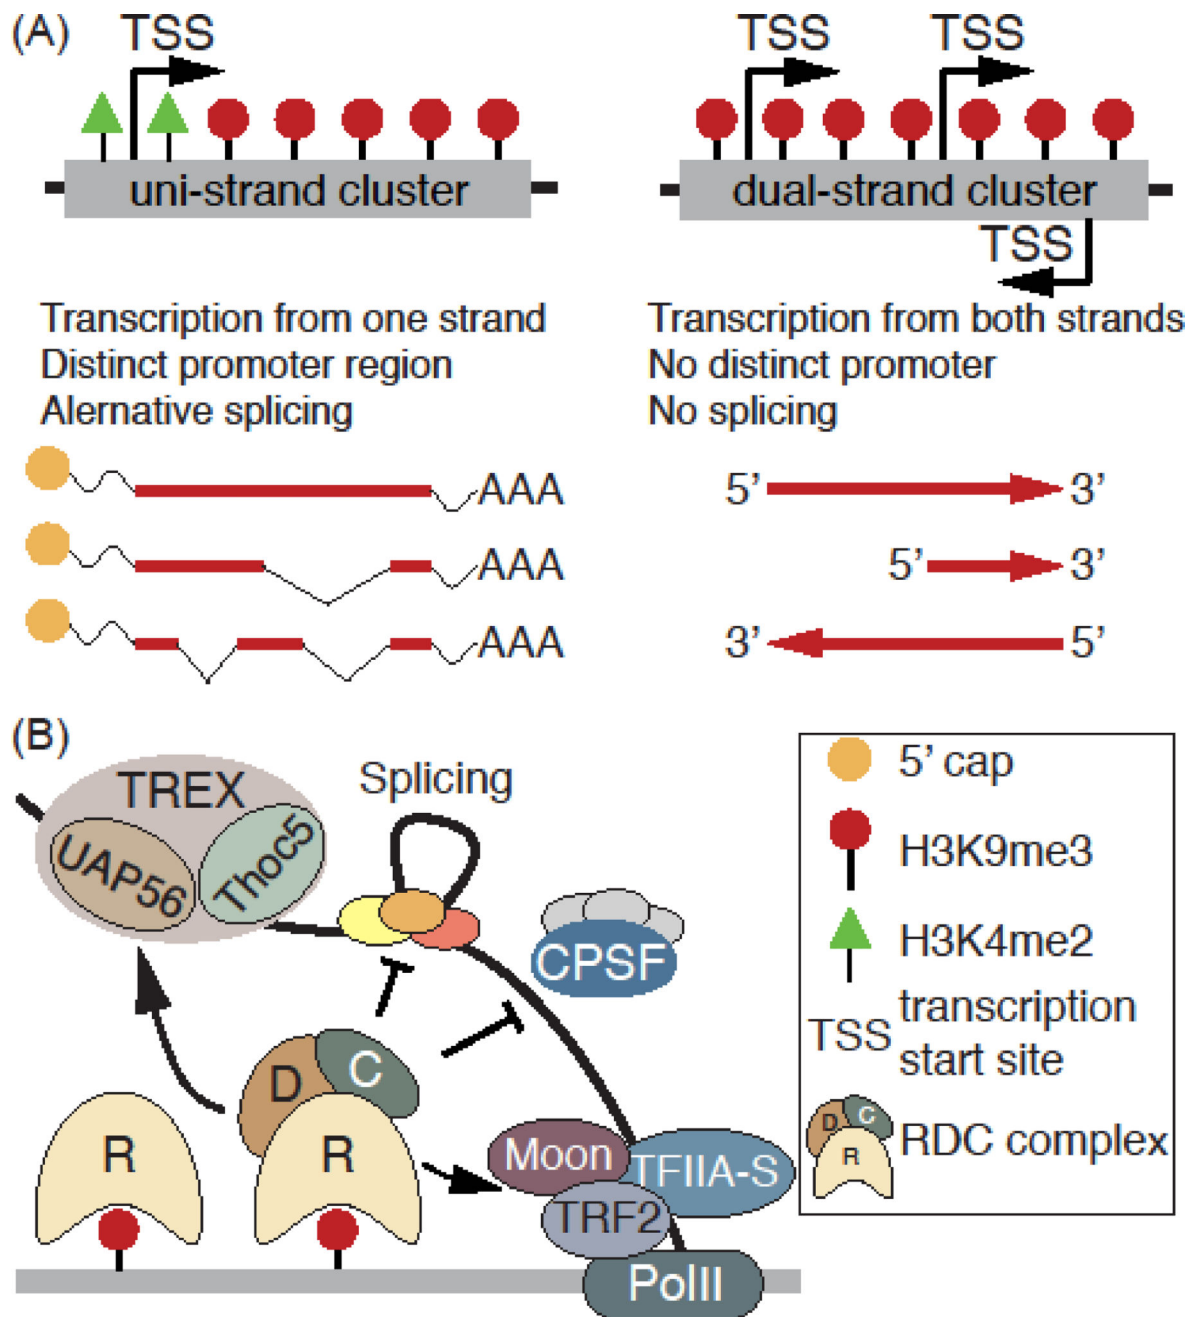 (A)
TSS
TSS
TSS
uni-strand cluster
dual-strand cluster
TSS
Transcription from one strand
Distinct promoter region
Alernative splicing
Transcription from both strands
No distinct promoter
No splicing
AAA
AAA
AAA
5’ 3’
5’ 3’
3’ 5’
(B)
TREX
UAP56
Thoc5
Splicing
CPSF
D C
R
R
Moon
TFIIA-S
TRF2
PolII
5’ cap
H3K9me3
H3K4me2
TSS transcription
start site
D C
R
RDC complex